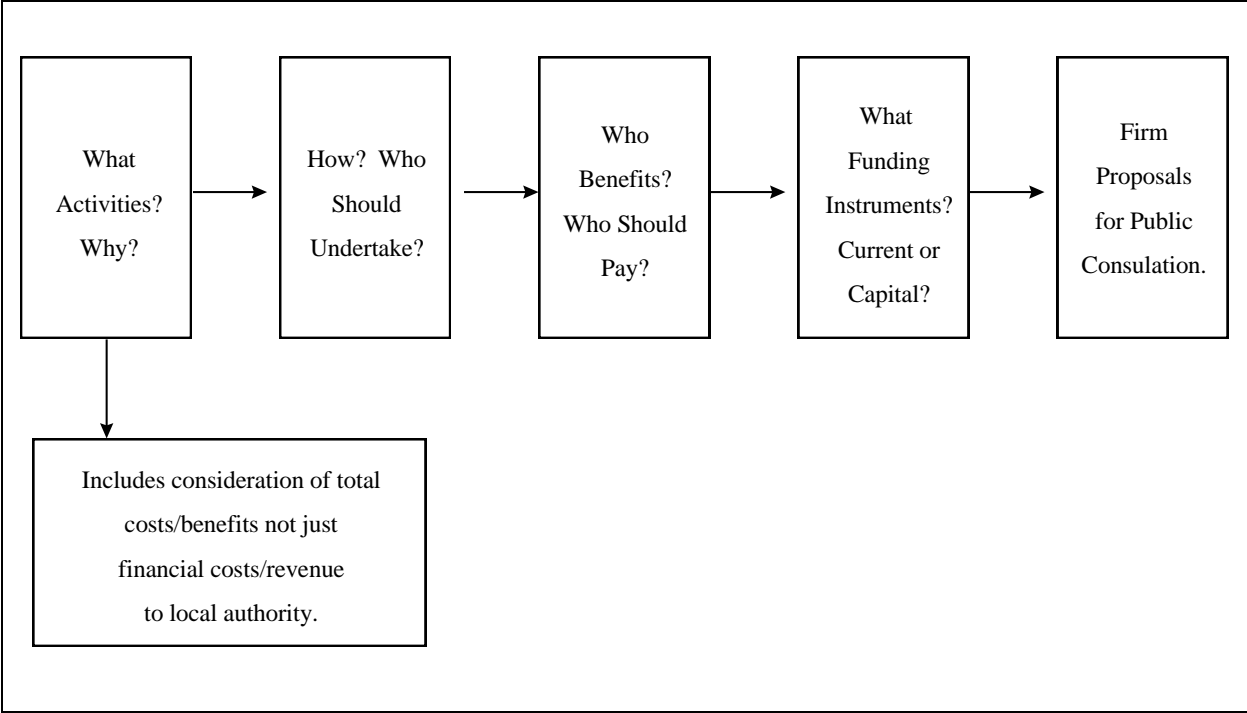 What
Activities?
Why?
How?  Who
Should
Undertake?
Who
Benefits?
Who Should
Pay?
What
Funding
Instruments?
Current or
Capital?
Firm
Proposals
for Public
Consulation.
Includes consideration of total
costs/benefits not just
financial costs/revenue
to local authority.